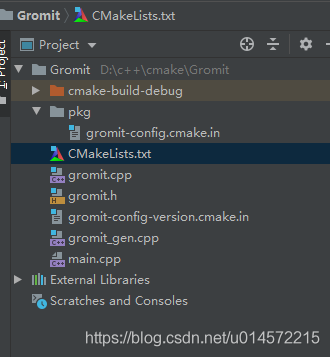 Gromit CMakeLists.txt
1: Project
Project
Gromit D:\c++\cmake\Gromit
cmake-build-debug
pkg
gromit-config.cmake.in
CMakeLists.txt
gromit.cpp
gromit.h
gromit-config-version.cmake.in
gromit_gen.cpp
main.cpp
External Libraries
Scratches and Consoles
https://blog.csdn.net/u014572215